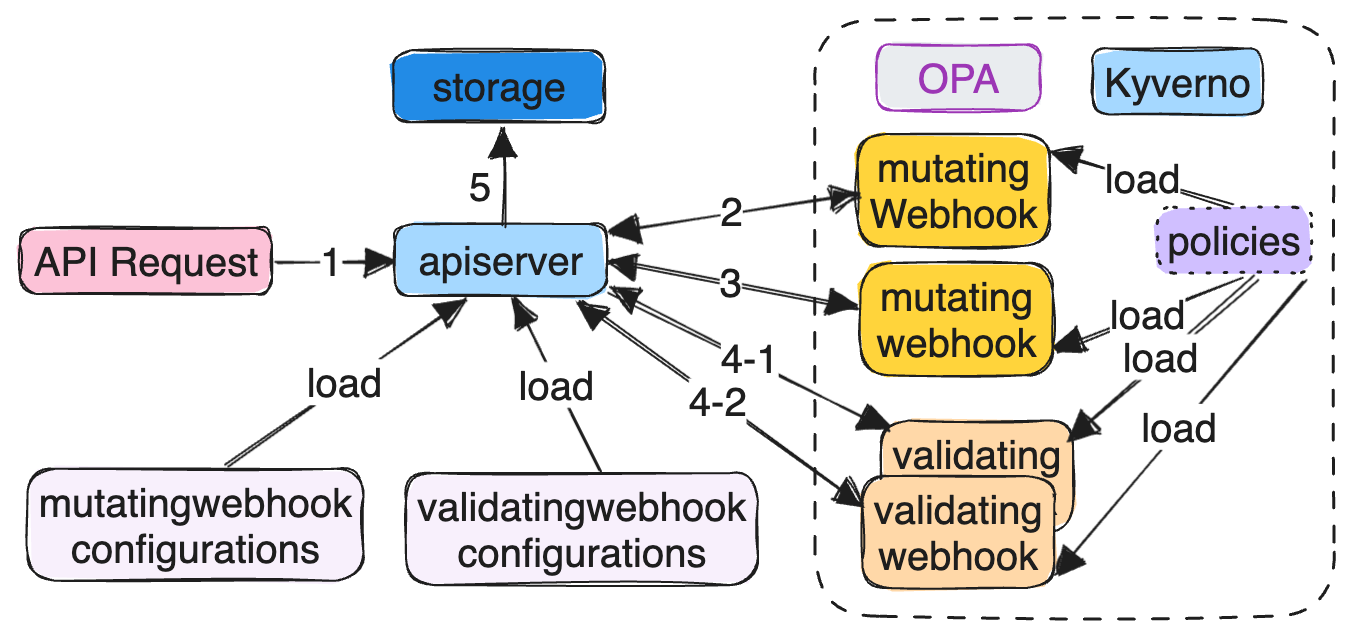 storage
OPA
Kyverno
mutating
Webhook
load
policies
5
2
API Request
1
apiserver
3
mutating
webhook
load
load
4-1
4-2
load
load
load
validating
validating
webhook
mutatingwebhook
configurations
validatingwebhook
configurations